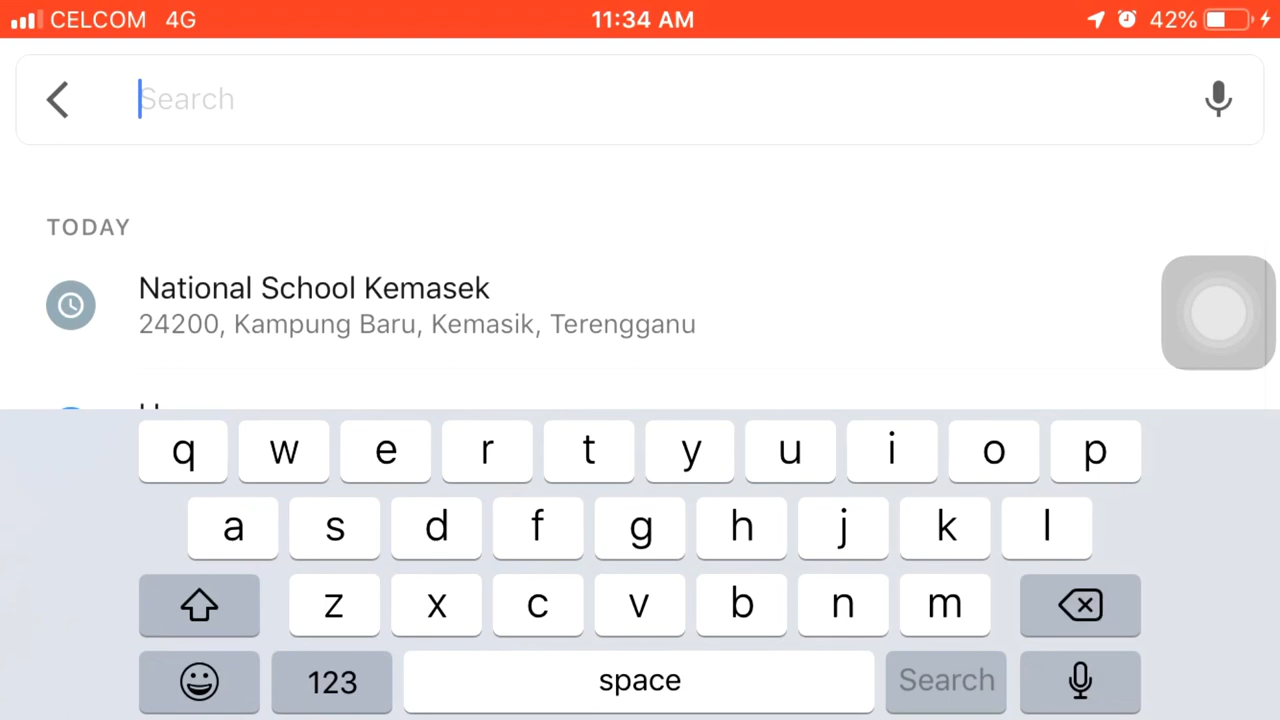 CELCOM 4G 11:34 AM 42%
Search
TODAY
National School Kemasek
24200, Kampung Baru, Kemasik, Terengganu
q w e r t y u i o p
a s d f g h j k l
z x c v b n m
123 space Search